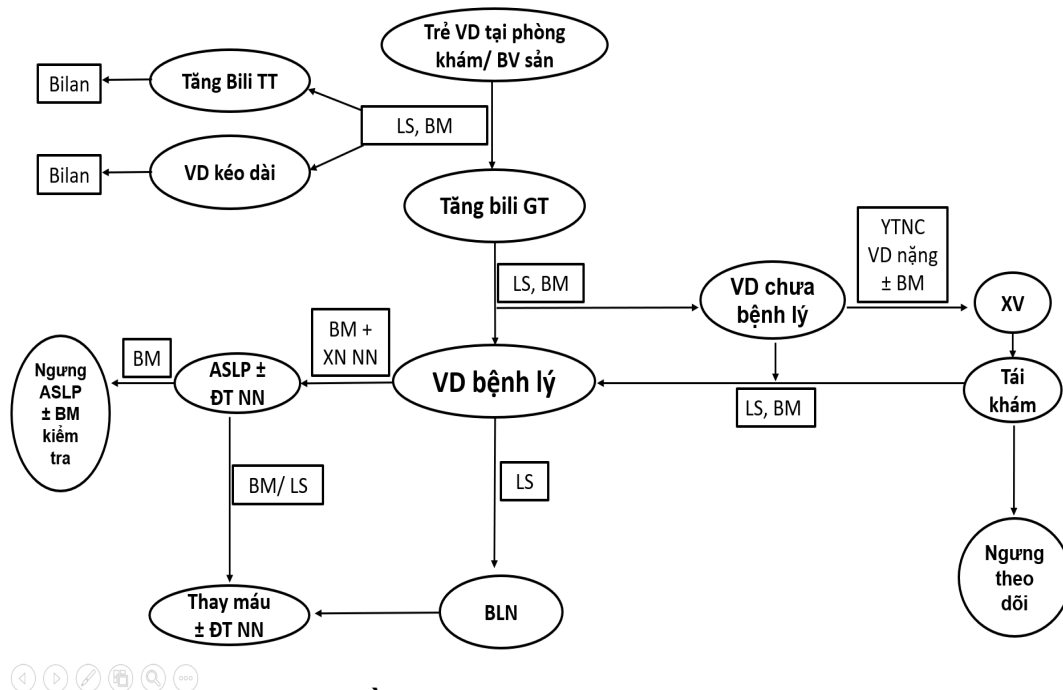 Trẻ VD tại phòng
khám/ BV sản
Bilan
Tăng Bili TT
LS, BM
Bilan
VD kéo dài
Tăng bili GT
YTNC
VD nặng
± BM
LS, BM
VD chưa
bệnh lý
XV
BM +
XN NN
BM
Ngưng
ASLP
± BM
kiểm
tra
ASLP ±
ĐT NN
VD bệnh lý
Tái
khám
LS, BM
BM/ LS
LS
Ngưng
theo
dõi
Thay máu
± ĐT NN
BLN